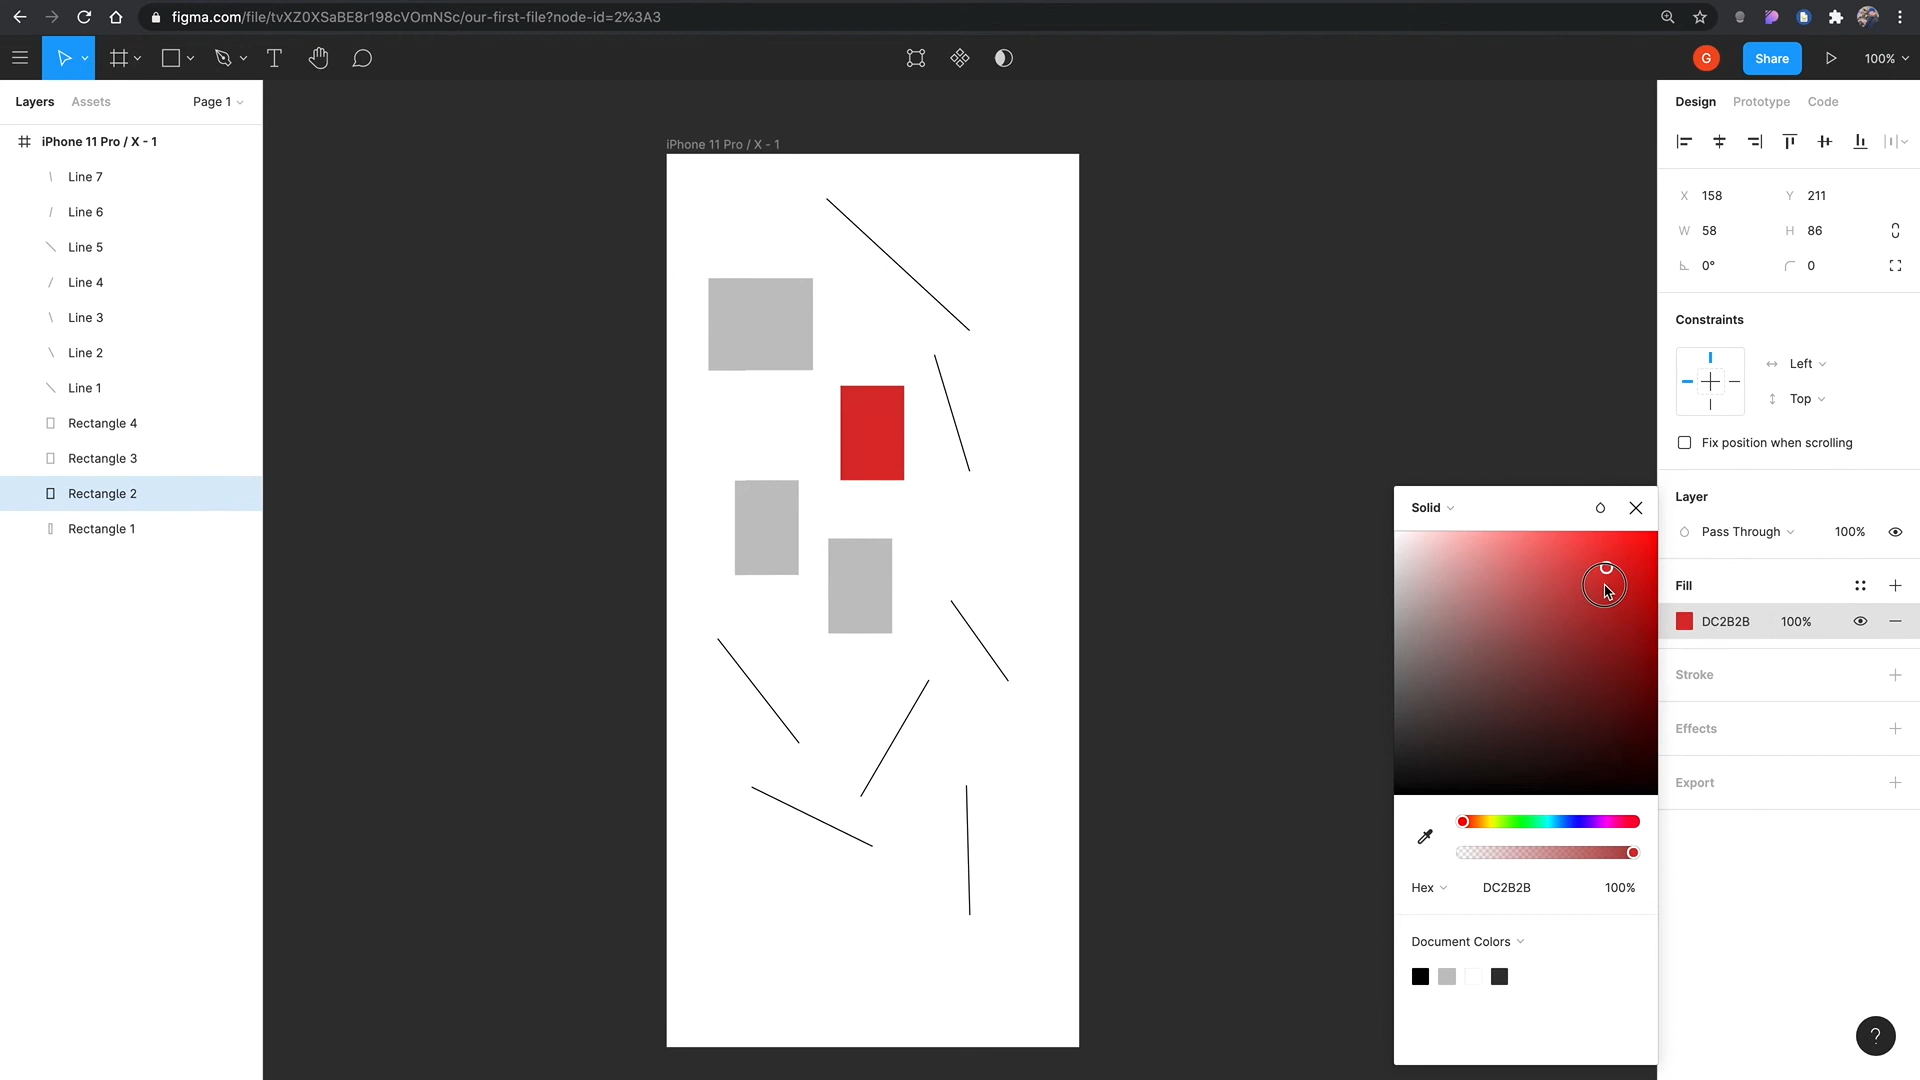 figma.com/file/tvXZ0XSaBE8r198cVOmNSc/our-first-file?node-id=2%3A3
G
Share
100%
Layers
Assets
Page 1
Design
Prototype
Code
iPhone 11 Pro / X - 1
iPhone 11 Pro / X - 1
Line 7
Line 6
Line 5
Line 4
Line 3
Line 2
Line 1
Rectangle 4
Rectangle 3
Rectangle 2
Rectangle 1
X 158 Y 211
W 58 H 86
0° 0
Constraints
Left
Top
Fix position when scrolling
Layer
Pass Through 100%
Fill
DC2B2B 100%
Stroke
Effects
Export
Solid
Hex DC2B2B 100%
Document Colors
?